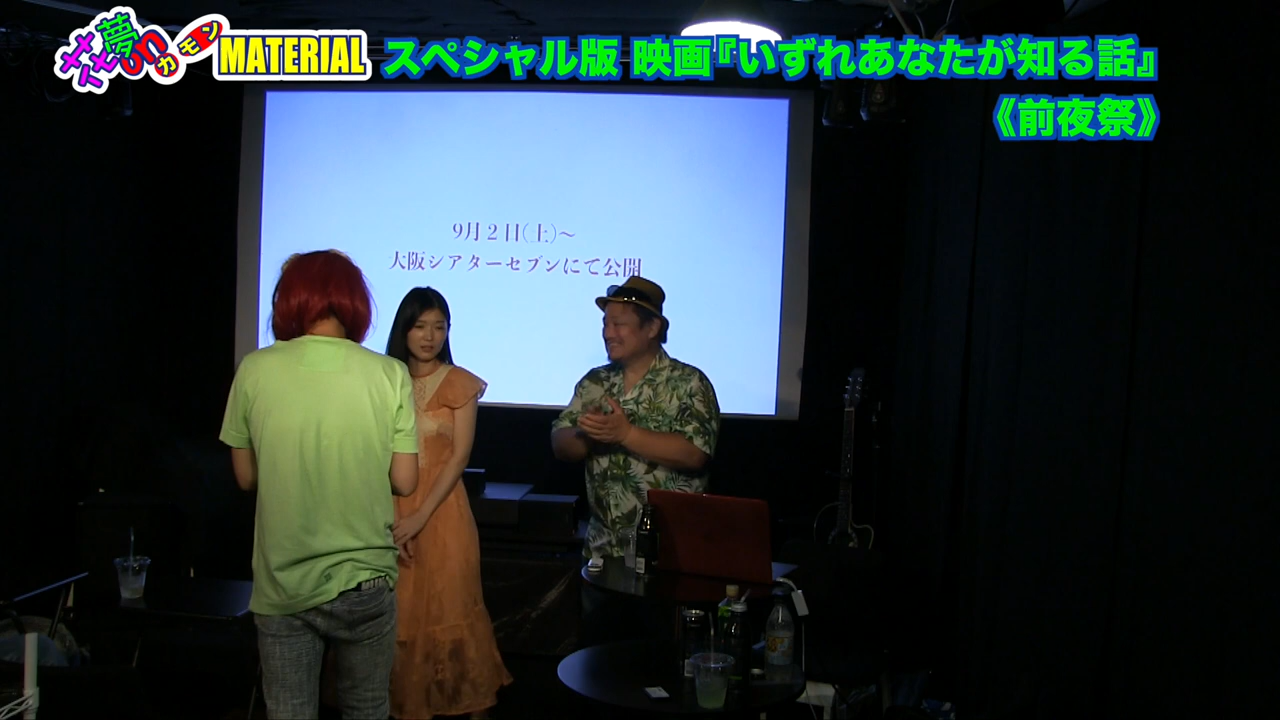 夢onカモン MATERIAL スペシャル版 映画『いずれあなたが知る話』
《前夜祭》
9月2日(土)~
大阪シアターセブンにて公開